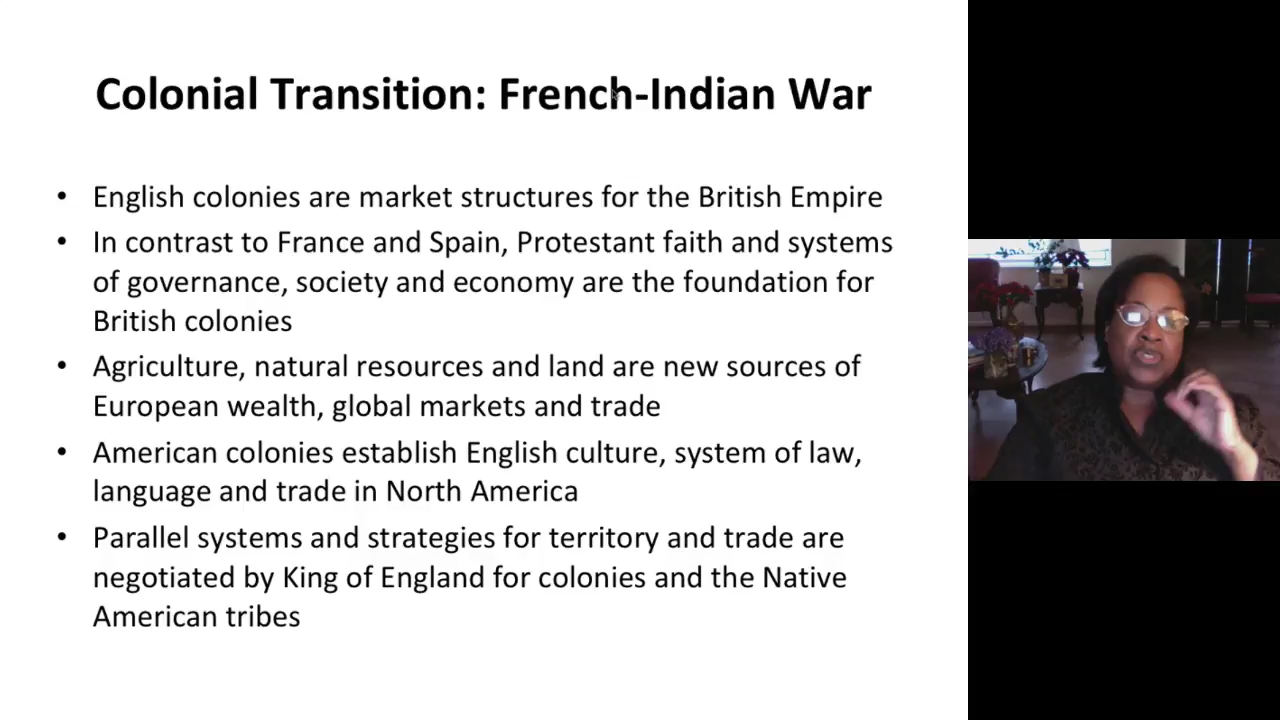 Colonial Transition: French-Indian War
• English colonies are market structures for the British Empire
• In contrast to France and Spain, Protestant faith and systems
of governance, society and economy are the foundation for
British colonies
• Agriculture, natural resources and land are new sources of
European wealth, global markets and trade
• American colonies establish English culture, system of law,
language and trade in North America
• Parallel systems and strategies for territory and trade are
negotiated by King of England for colonies and the Native
American tribes